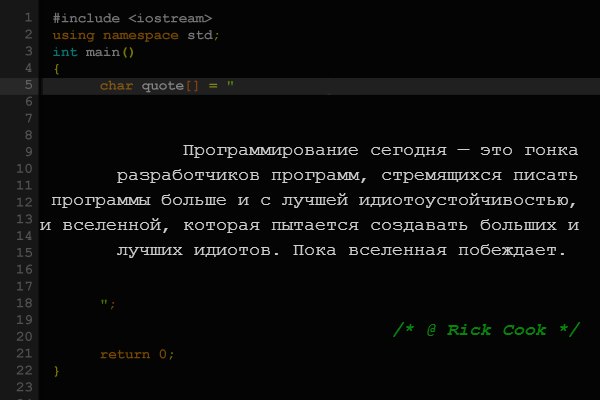 1 #include <iostream>
2 using namespace std;
3 int main()
4 {
5 char quote[] = "
6
7
8
9 Программирование сегодня — это гонка
10 разработчиков программ, стремящихся писать
11
12 программы больше и с лучшей идиотоустойчивостью,
13 и вселенной, которая пытается создавать больших и
14
15 лучших идиотов. Пока вселенная побеждает.
16
17
18 ";
19
20 /* @ Rick Cook */
21 return 0;
22 }
23